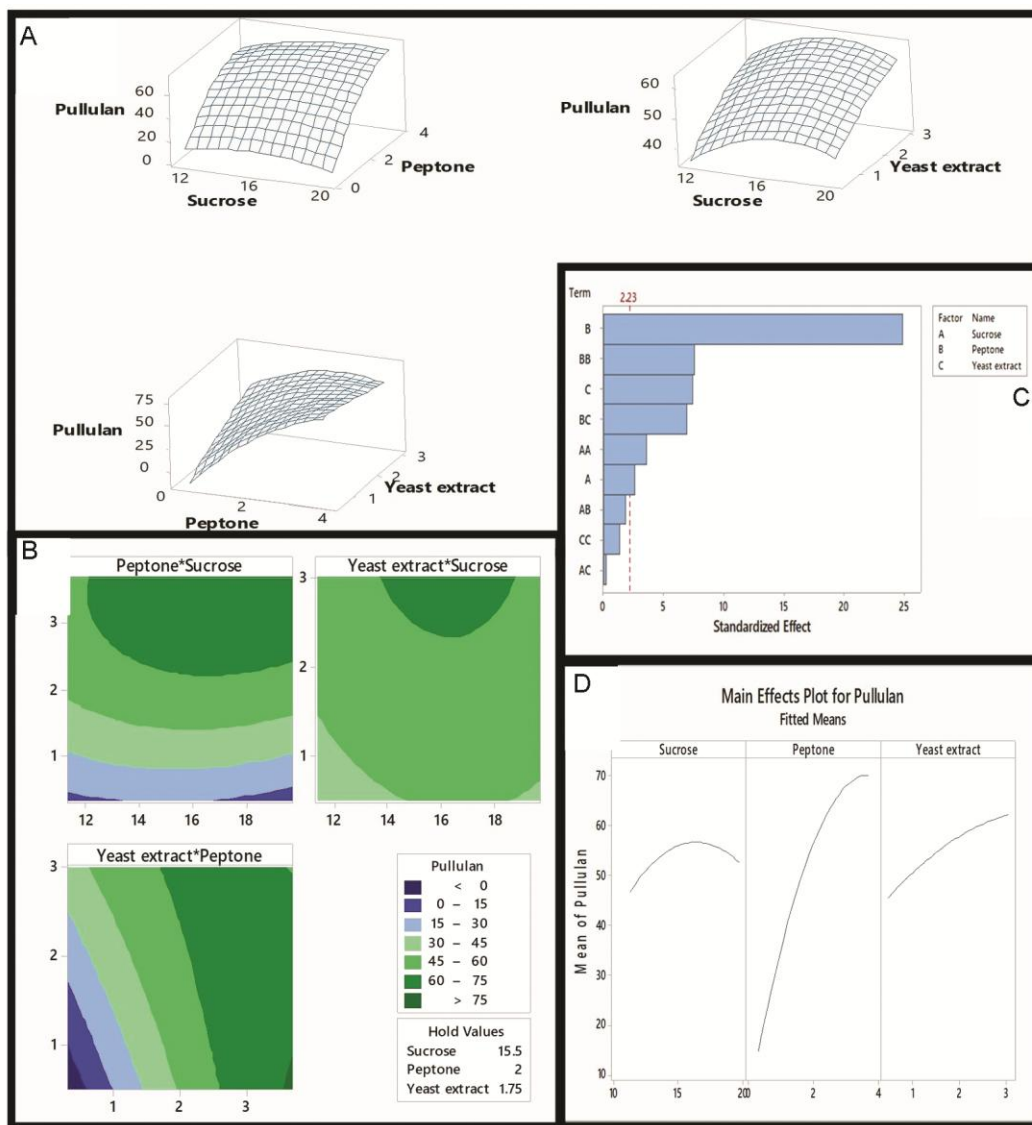 A
Pullulan
60
40
20
0
12
16
20
Sucrose
0
2
4
Peptone
Pullulan
60
50
40
12
16
20
Sucrose
1
2
3
Yeast extract
Pullulan
75
50
25
0
0
2
4
Peptone
1
2
3
Yeast extract
B
Peptone*Sucrose
3
2
1
12 14 16 18
Yeast extract*Sucrose
3
2
1
12 14 16 18
Yeast extract*Peptone
3
2
1
1 2 3
Pullulan
< 0
0 – 15
15 – 30
30 – 45
45 – 60
60 – 75
> 75
Hold Values
Sucrose 15.5
Peptone 2
Yeast extract 1.75
C
Term
2.23
B
BB
C
BC
AA
A
AB
CC
AC
0 5 10 15 20 25
Standardized Effect
Factor Name
A Sucrose
B Peptone
C Yeast extract
D
Main Effects Plot for Pullulan
Fitted Means
Sucrose Peptone Yeast extract
Mean of Pullulan
70
60
50
40
30
20
10
10 15 20 0 2 4 1 2 3